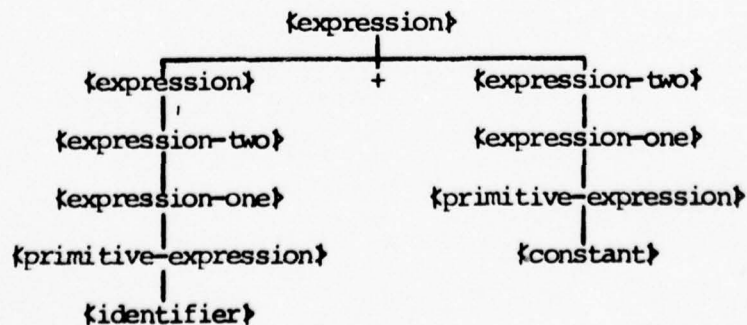 ⟨expression⟩
⟨expression⟩ + ⟨expression-two⟩
⟨expression-two⟩ ⟨expression-one⟩
⟨expression-one⟩ ⟨primitive-expression⟩
⟨primitive-expression⟩ ⟨constant⟩
⟨identifier⟩